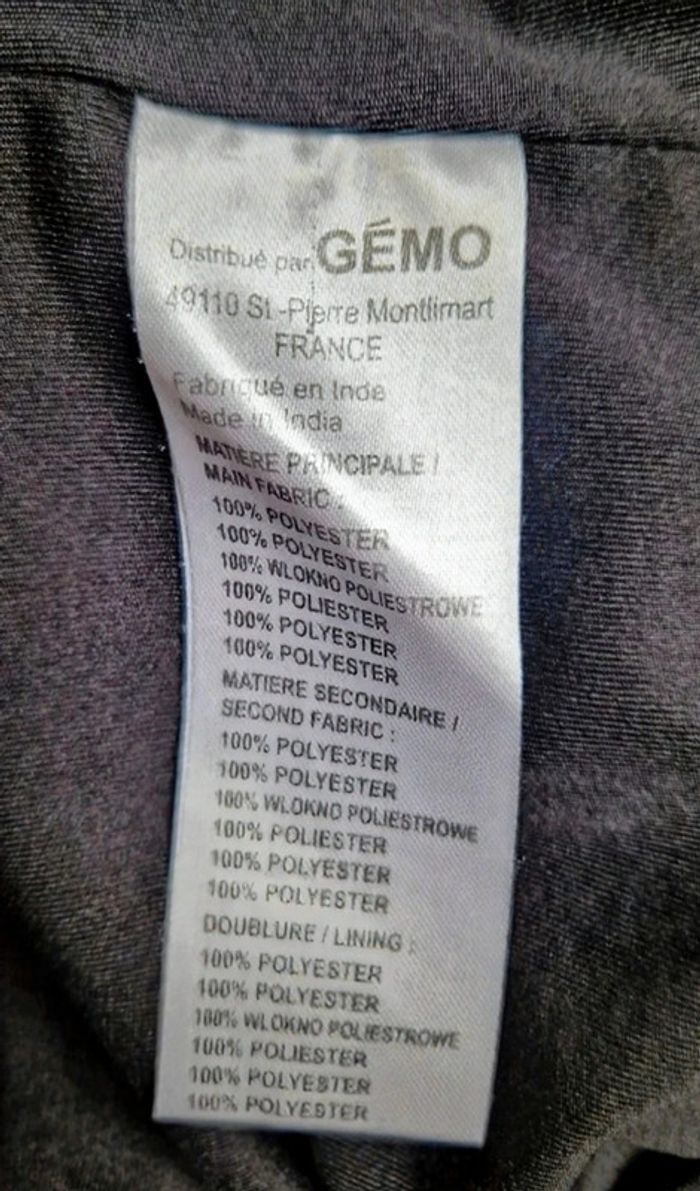 Distribué par GÉMO
49110 St-Pierre Montlimart
FRANCE
Fabriqué en Inde
Made in India
MATIERE PRINCIPALE /
MAIN FABRIC :
100% POLYESTER
100% POLYESTER
100% WLOKNO POLIESTROWE
100% POLIESTER
100% POLYESTER
100% POLYESTER
MATIERE SECONDAIRE /
SECOND FABRIC :
100% POLYESTER
100% POLYESTER
100% WLOKNO POLIESTROWE
100% POLIESTER
100% POLYESTER
100% POLYESTER
DOUBLURE / LINING :
100% POLYESTER
100% POLYESTER
100% WLOKNO POLIESTROWE
100% POLIESTER
100% POLYESTER
100% POLYESTER